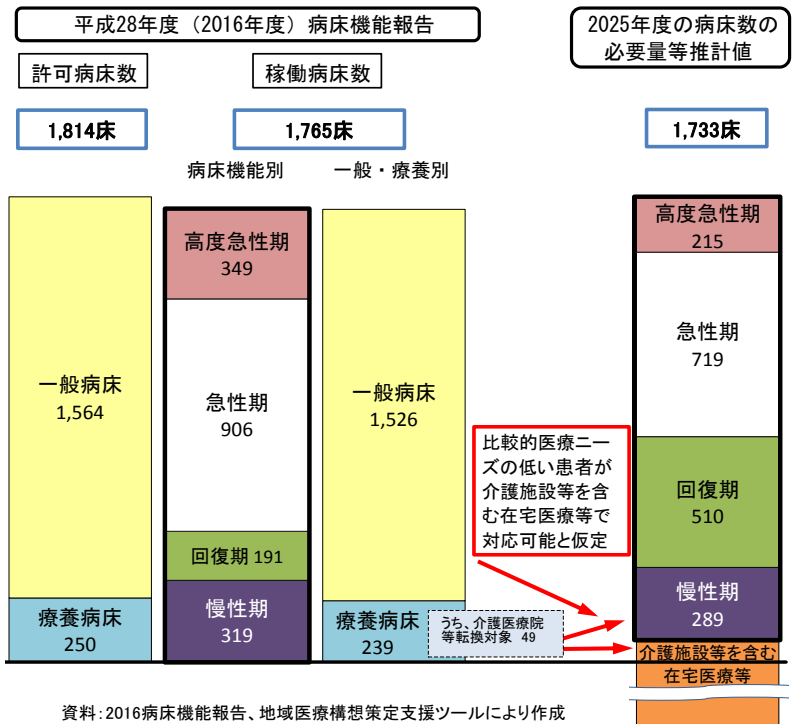 平成28年度（2016年度）病床機能報告
2025年度の病床数の
必要量等推計値
許可病床数
稼働病床数
1,814床
1,765床
1,733床
病床機能別
一般・療養別
一般病床
1,564
療養病床
250
高度急性期
349
急性期
906
回復期 191
慢性期
319
一般病床
1,526
療養病床
239
比較的医療ニー
ズの低い患者が
介護施設等を含
む在宅医療等で
対応可能と仮定
うち、介護医療院
等転換対象 49
高度急性期
215
急性期
719
回復期
510
慢性期
289
介護施設等を含む
在宅医療等
資料：2016病床機能報告、地域医療構想策定支援ツールにより作成